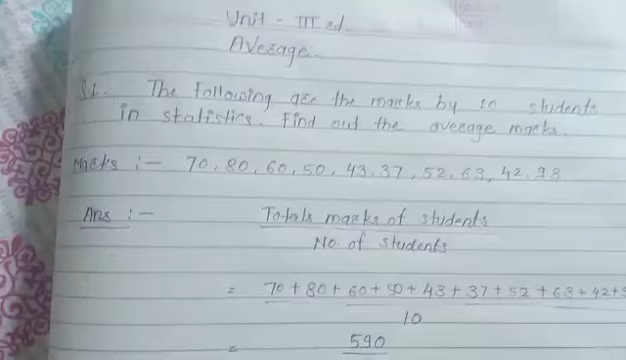 Unit - III rd
Average
Q1. The following are the marks by 10 students
in statistics. Find out the average marks.
Marks :- 70, 80, 60, 50, 43, 37, 52, 63, 42, 93
Ans :- Totals marks of students
No. of students
= 70 + 80 + 60 + 50 + 43 + 37 + 52 + 63 + 42 +
10
= 590